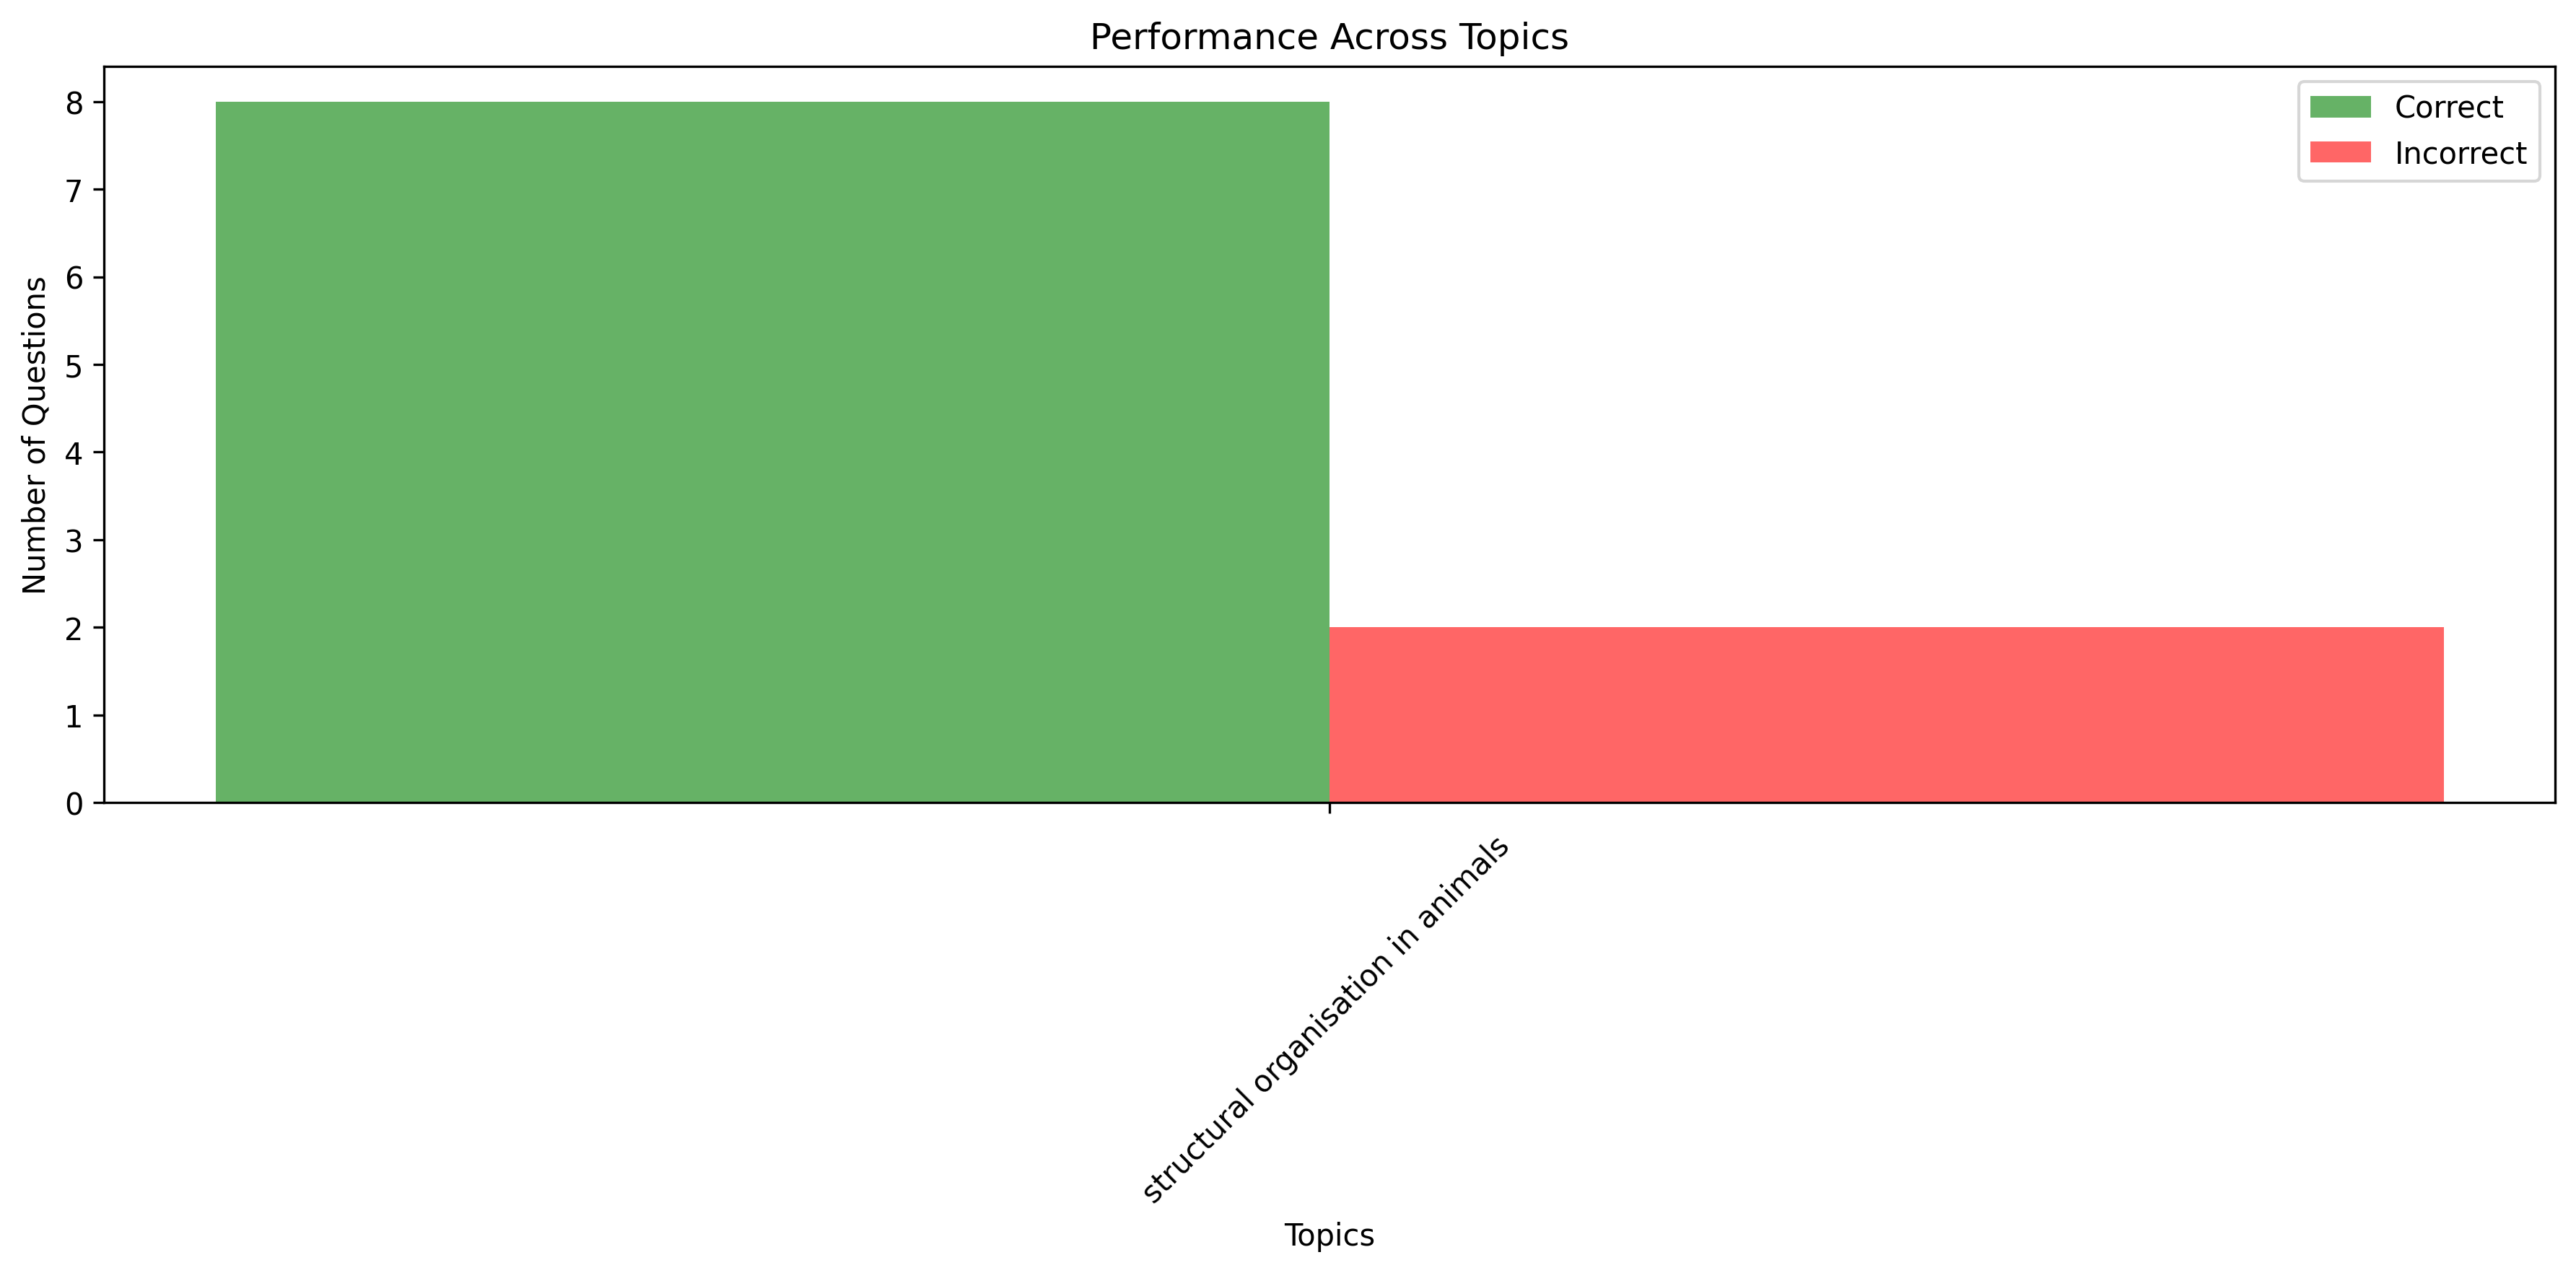 Performance Across Topics
Correct
Incorrect
Number of Questions
8
7
6
5
4
3
2
1
0
structural organisation in animals
Topics